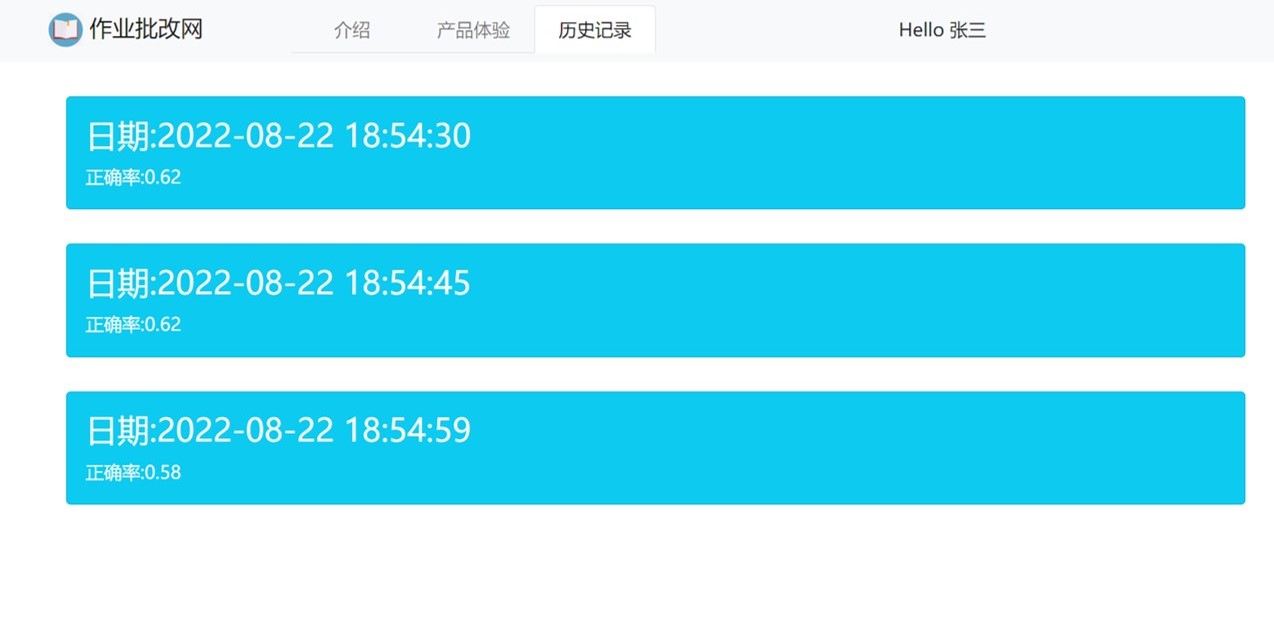 作业批改网 介绍 产品体验 历史记录 Hello 张三
日期:2022-08-22 18:54:30
正确率:0.62
日期:2022-08-22 18:54:45
正确率:0.62
日期:2022-08-22 18:54:59
正确率:0.58